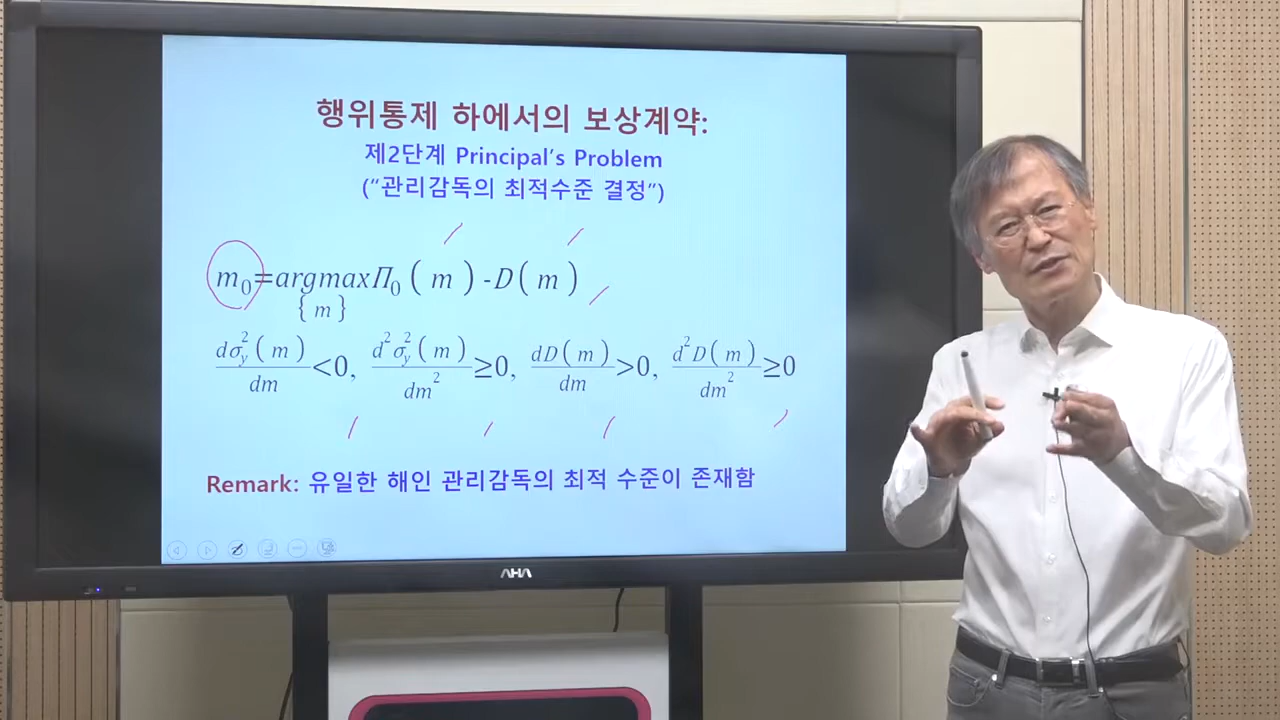 행위통제 하에서의 보상계약:
제2단계 Principal's Problem
("관리감독의 최적수준 결정")
m₀=argmaxΠ₀(m)-D(m)
{m}
dσ_y²(m)/dm<0, d²σ_y²(m)/dm²≥0, dD(m)/dm>0, d²D(m)/dm²≥0
Remark: 유일한 해인 관리감독의 최적 수준이 존재함
AHA